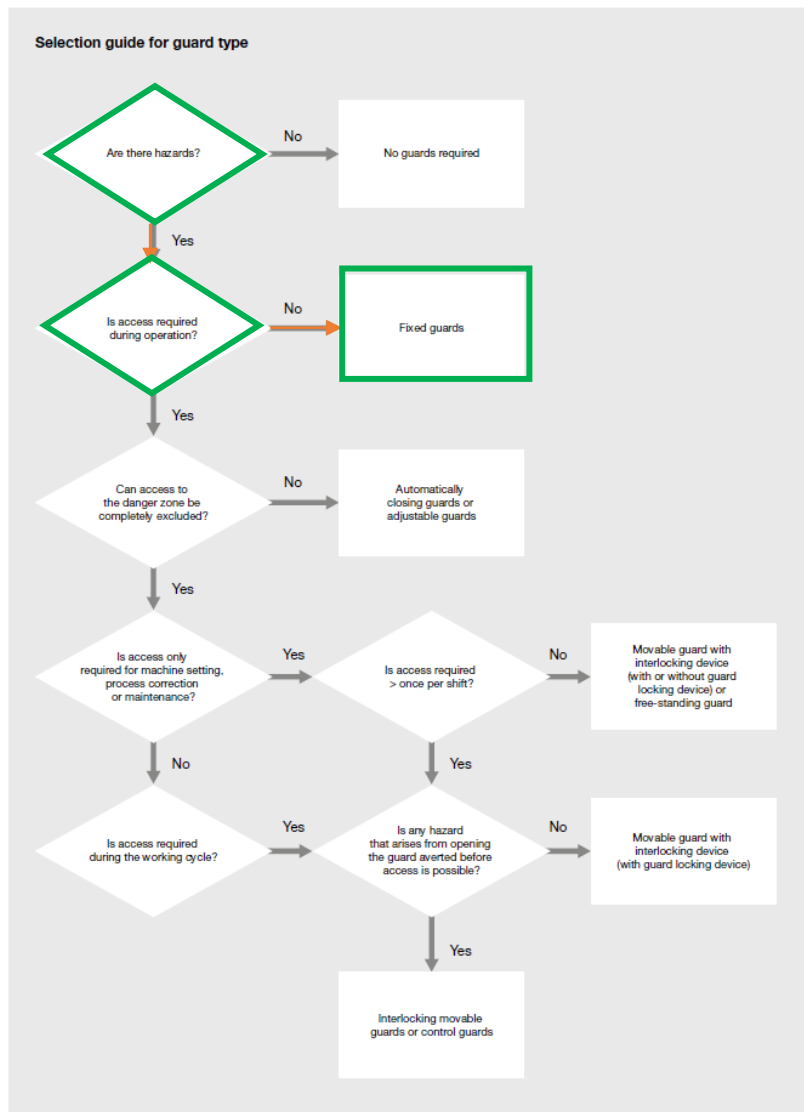 Selection guide for guard type
Are there hazards?
No
No guards required
Yes
Is access required
during operation?
No
Fixed guards
Yes
Can access to
the danger zone be
completely excluded?
No
Automatically
closing guards or
adjustable guards
Yes
Is access only
required for machine setting,
process correction
or maintenance?
Yes
Is access required
> once per shift?
No
Movable guard with
interlocking device
(with or without guard
locking device) or
free-standing guard
No
Yes
Is access required
during the working cycle?
Yes
Is any hazard
that arises from opening
the guard averted before
access is possible?
No
Movable guard with
interlocking device
(with guard locking device)
Yes
Interlocking movable
guards or control guards